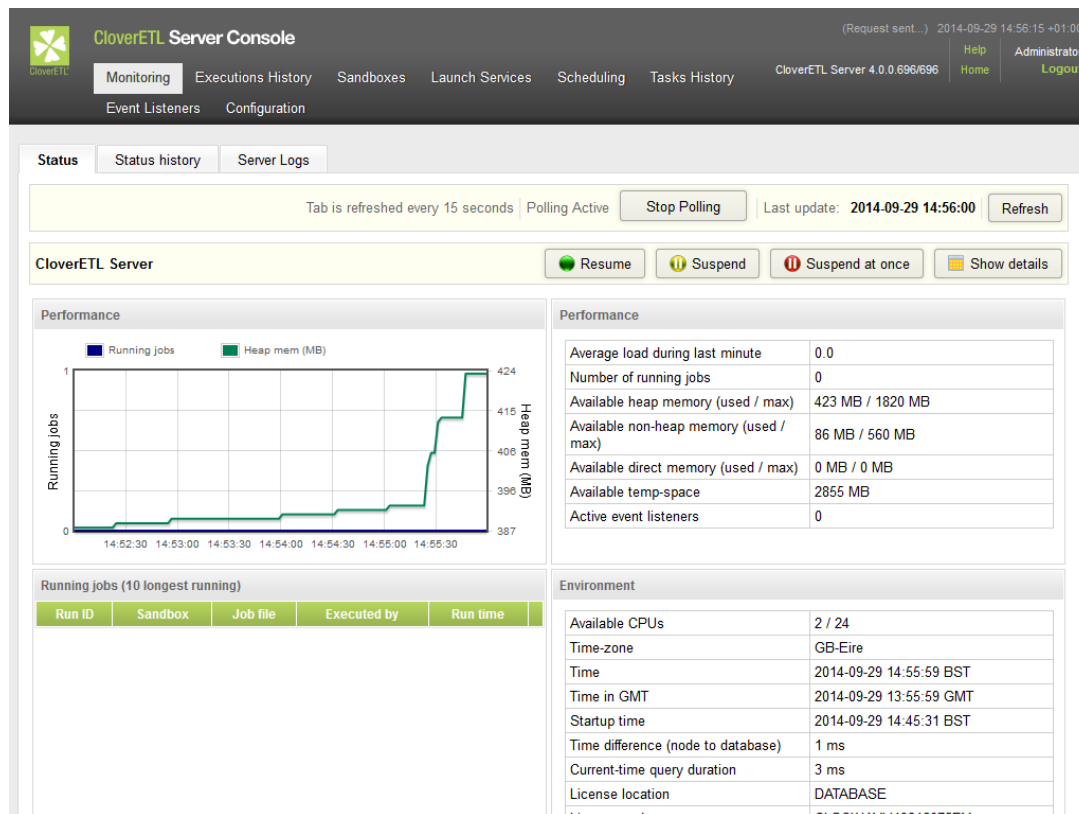 (Request sent...) 2014-09-29 14:56:15 +01:00
CloverETL Server Console
CloverETL
Help
Administrator
CloverETL Server 4.0.0.696/696
Home
Logout
Monitoring Executions History Sandboxes Launch Services Scheduling Tasks History
Event Listeners Configuration
Status Status history Server Logs
Tab is refreshed every 15 seconds Polling Active Stop Polling Last update: 2014-09-29 14:56:00 Refresh
CloverETL Server Resume Suspend Suspend at once Show details
Performance
Running jobs Heap mem (MB)
1
0
Running jobs
424
415
406
396
387
Heap mem (MB)
14:52:30 14:53:00 14:53:30 14:54:00 14:54:30 14:55:00 14:55:30
Performance
Average load during last minute 0.0
Number of running jobs 0
Available heap memory (used / max) 423 MB / 1820 MB
Available non-heap memory (used /
max) 86 MB / 560 MB
Available direct memory (used / max) 0 MB / 0 MB
Available temp-space 2855 MB
Active event listeners 0
Running jobs (10 longest running)
Run ID Sandbox Job file Executed by Run time
Environment
Available CPUs 2 / 24
Time-zone GB-Eire
Time 2014-09-29 14:55:59 BST
Time in GMT 2014-09-29 13:55:59 GMT
Startup time 2014-09-29 14:45:31 BST
Time difference (node to database) 1 ms
Current-time query duration 3 ms
License location DATABASE